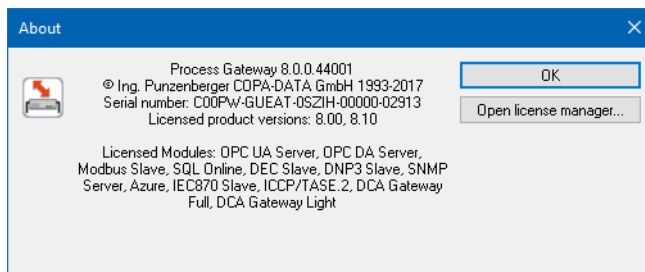 About
Process Gateway 8.0.0.44001
© Ing. Punzenberger COPA-DATA GmbH 1993-2017
Serial number: C00PW-GUEAT-0SZIH-00000-02913
Licensed product versions: 8.00, 8.10
Licensed Modules: OPC UA Server, OPC DA Server,
Modbus Slave, SQL Online, DEC Slave, DNP3 Slave, SNMP
Server, Azure, IEC870 Slave, ICCP/TASE.2, DCA Gateway
Full, DCA Gateway Light
OK
Open license manager...